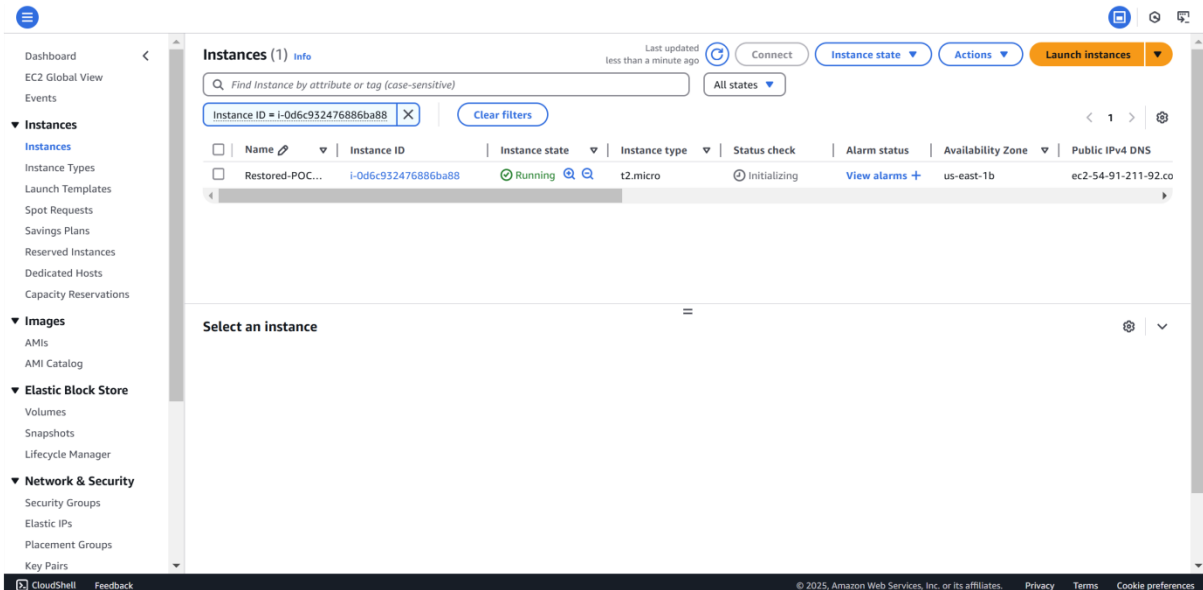 Dashboard
EC2 Global View
Events
Instances
Instances
Instance Types
Launch Templates
Spot Requests
Savings Plans
Reserved Instances
Dedicated Hosts
Capacity Reservations
Images
AMIs
AMI Catalog
Elastic Block Store
Volumes
Snapshots
Lifecycle Manager
Network & Security
Security Groups
Elastic IPs
Placement Groups
Key Pairs
Instances (1) Info
Last updated
less than a minute ago
Connect Instance state Actions Launch instances
Find Instance by attribute or tag (case-sensitive) All states
Instance ID = i-0d6c932476886ba88 Clear filters
1
Name Instance ID Instance state Instance type Status check Alarm status Availability Zone Public IPv4 DNS
Restored-POC... i-0d6c932476886ba88 Running t2.micro Initializing View alarms + us-east-1b ec2-54-91-211-92.co
Select an instance
CloudShell Feedback © 2025, Amazon Web Services, Inc. or its affiliates. Privacy Terms Cookie preferences